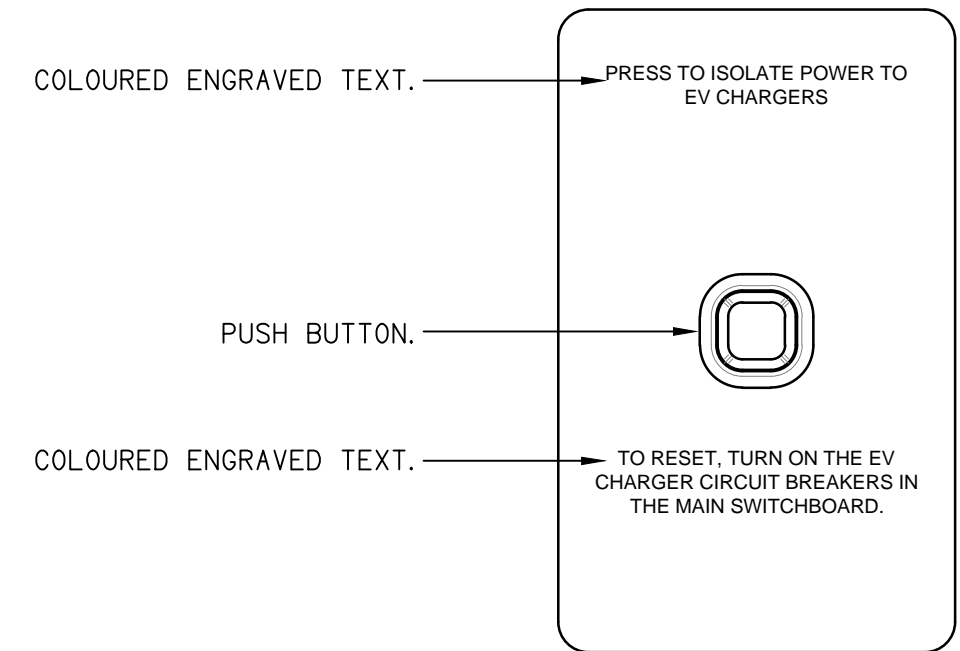 COLOURED ENGRAVED TEXT.
PRESS TO ISOLATE POWER TO
EV CHARGERS
PUSH BUTTON.
COLOURED ENGRAVED TEXT.
TO RESET, TURN ON THE EV
CHARGER CIRCUIT BREAKERS IN
THE MAIN SWITCHBOARD.